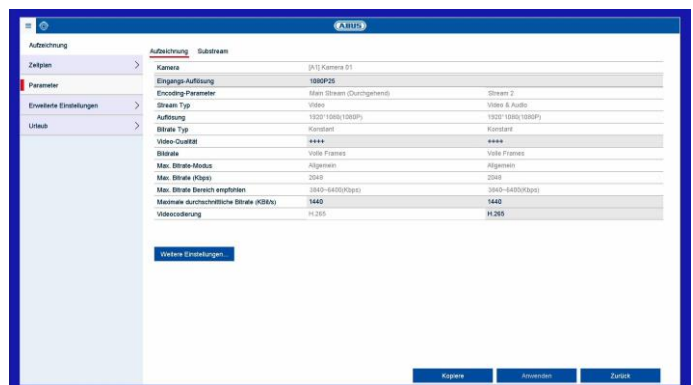 ABUS
Aufzeichnung
Aufzeichnung Substream
Zeitplan
Kamera [A1] Kamera 01
Eingangs-Auflösung 1080P25
Parameter
Encoding-Parameter Main Stream (Durchgehend) Stream 2
Stream Typ Video Video & Audio
Erweiterte Einstellungen
Auflösung 1920*1080(1080P) 1920*1080(1080P)
Bitrate Typ Konstant Konstant
Urlaub
Video-Qualität ++++ ++++
Bildrate Volle Frames Volle Frames
Max. Bitrate-Modus Allgemein Allgemein
Max. Bitrate (Kbps) 2049 2049
Max. Bitrate Bereich empfohlen 3840~6400(Kbps) 3840~6400(Kbps)
Maximale durchschnittliche Bitrate (KBit/s) 1440 1440
Videocodierung H.265 H.265
Weitere Einstellungen...
Kopiere Anwenden Zurück